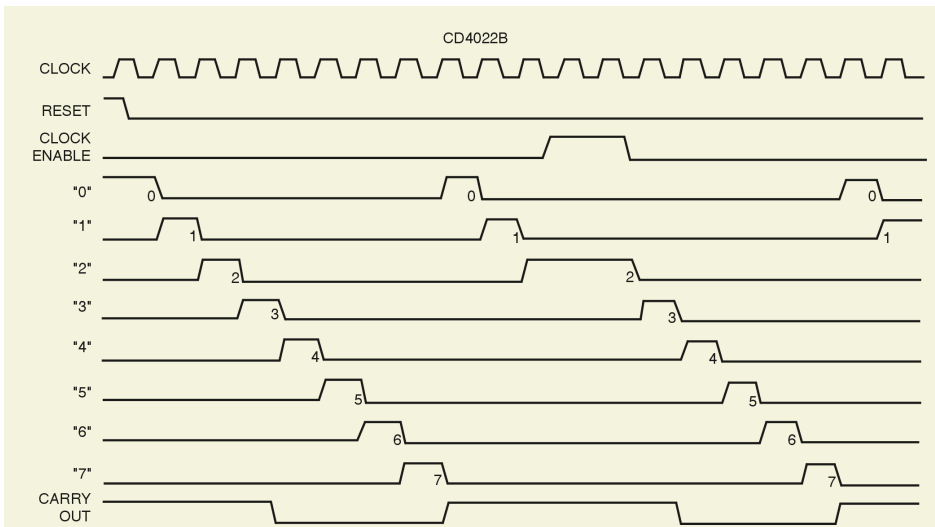 CD4022B
CLOCK
RESET
CLOCK
ENABLE
"0" 0 0 0
"1" 1 1 1
"2" 2 2
"3" 3 3
"4" 4 4
"5" 5 5
"6" 6 6
"7" 7 7
CARRY
OUT